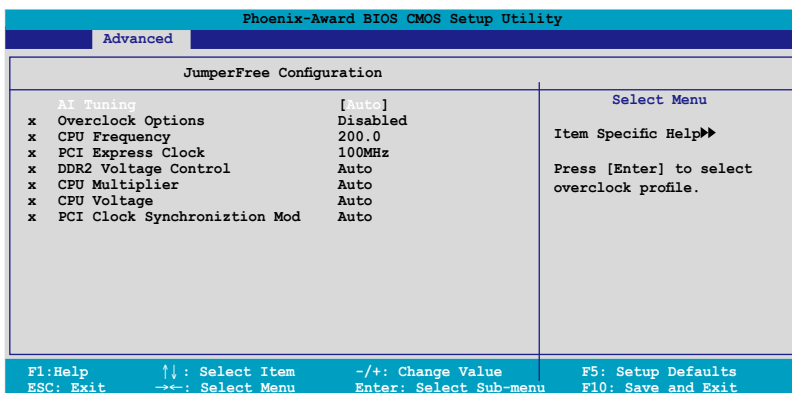 Phoenix-Award BIOS CMOS Setup Utility
Advanced
JumperFree Configuration
Select Menu
AI Tuning [Auto]
x Overclock Options Disabled
x CPU Frequency 200.0
x PCI Express Clock 100MHz
x DDR2 Voltage Control Auto
x CPU Multiplier Auto
x CPU Voltage Auto
x PCI Clock Synchroniztion Mod Auto
Item Specific Help▶▶
Press [Enter] to select
overclock profile.
F1:Help ↑↓: Select Item -/+: Change Value F5: Setup Defaults
ESC: Exit →←: Select Menu Enter: Select Sub-menu F10: Save and Exit